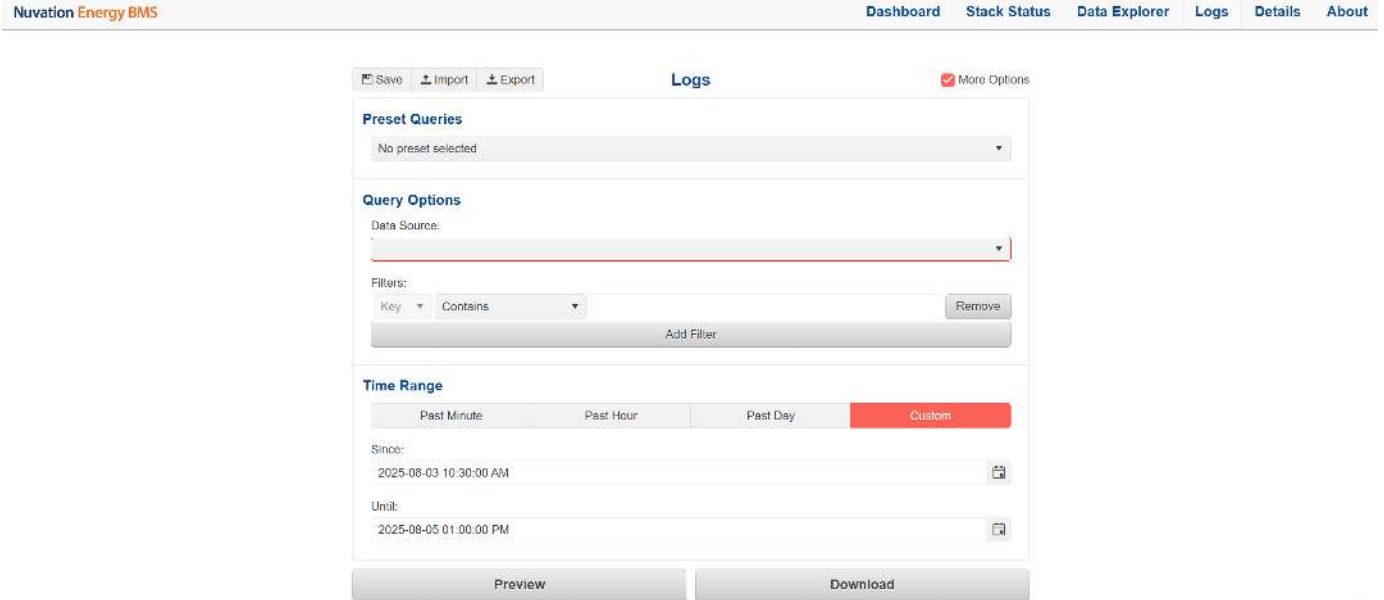 Nuvation Energy BMS Dashboard Stack Status Data Explorer Logs Details About
Save Import Export Logs More Options
Preset Queries
No preset selected
Query Options
Data Source:
Filters:
Key Contains Remove
Add Filter
Time Range
Past Minute Past Hour Past Day Custom
Since:
2025-08-03 10:30:00 AM
Until:
2025-08-05 01:00:00 PM
Preview Download